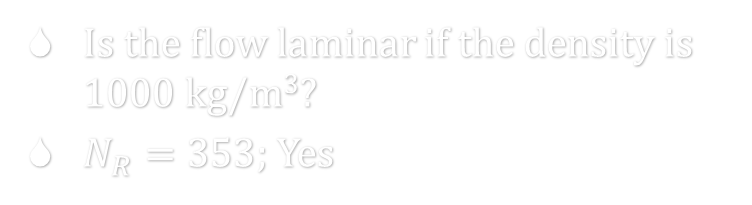 Is the flow laminar if the density is
1000 kg/m³?
N_R = 353; Yes